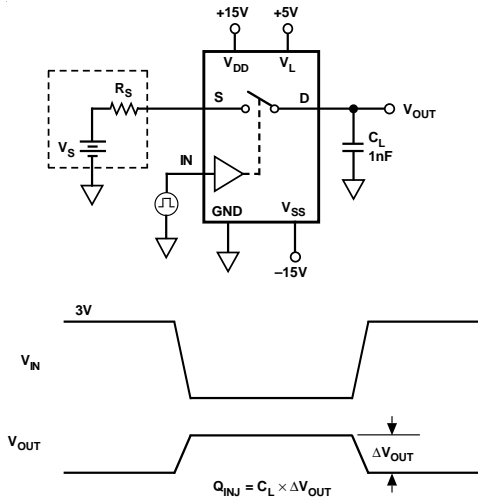 +15V
+5V
VDD
VL
RS
S
D
VOUT
VS
CL
1nF
IN
GND
VSS
–15V
3V
VIN
VOUT
ΔVOUT
QINJ = CL × ΔVOUT